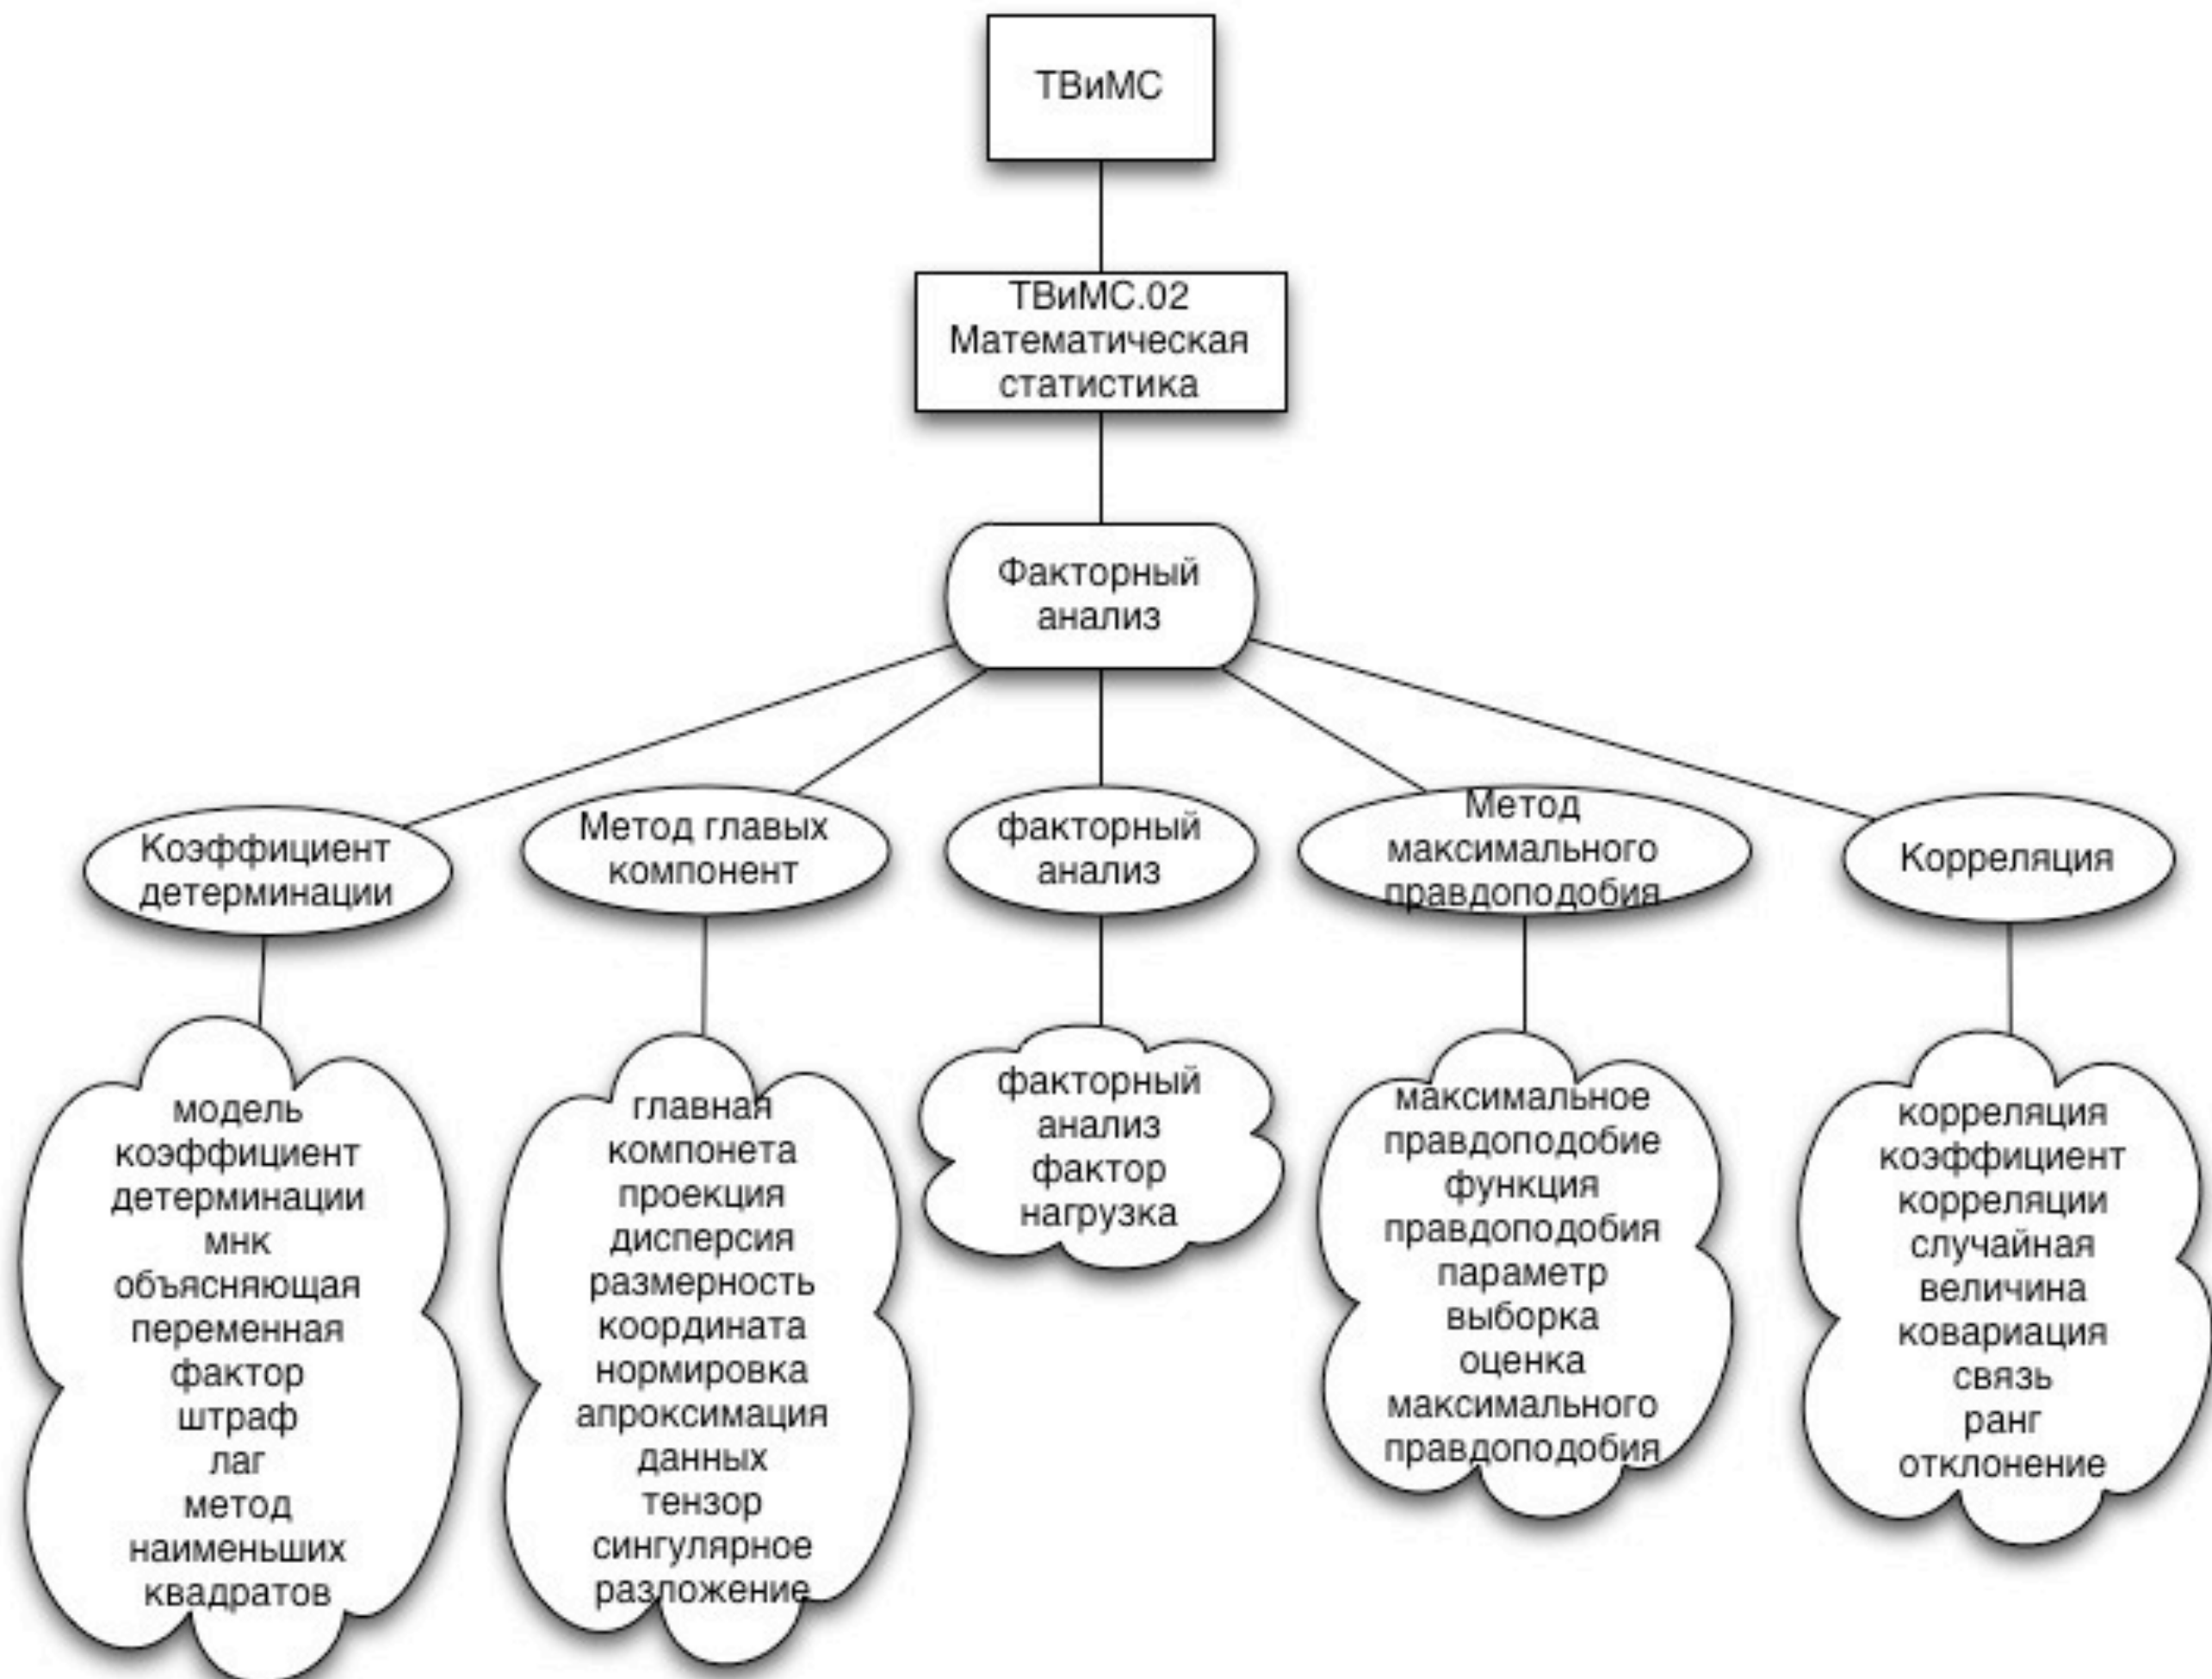 ТВиМС
ТВиМС.02
Математическая
статистика
Факторный
анализ
Коэффициент
детерминации
Метод главых
компонент
факторный
анализ
Метод
максимального
правдоподобия
Корреляция
модель
коэффициент
детерминации
мнк
объясняющая
переменная
фактор
штраф
лаг
метод
наименьших
квадратов
главная
компонета
проекция
дисперсия
размерность
координата
нормировка
апроксимация
данных
тензор
сингулярное
разложение
факторный
анализ
фактор
нагрузка
максимальное
правдоподобие
функция
правдоподобия
параметр
выборка
оценка
максимального
правдоподобия
корреляция
коэффициент
корреляции
случайная
величина
ковариация
связь
ранг
отклонение